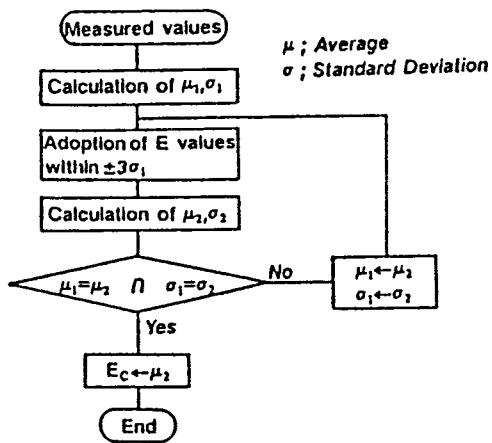 Measured values
μ ; Average
σ ; Standard Deviation
Calculation of μ₁,σ₁
Adoption of E values
within ±3σ₁
Calculation of μ₂,σ₂
μ₁=μ₂ ∩ σ₁=σ₂
No
μ₁←μ₂
σ₁←σ₂
Yes
E_C←μ₂
End